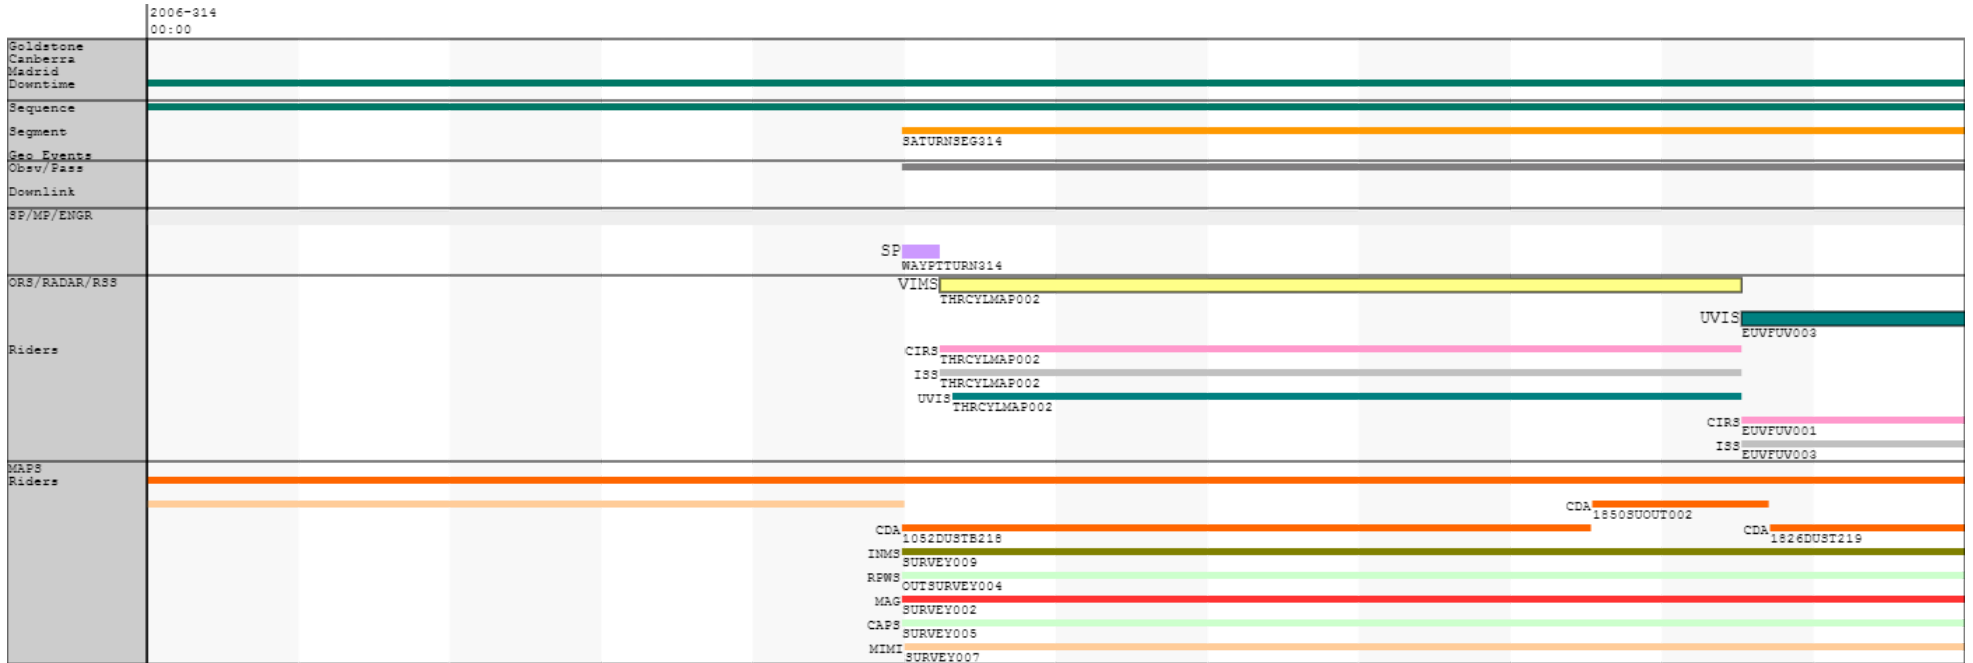 2006-314
00:00
Goldstone
Canberra
Madrid
Downtime
Sequence
Segment
SATURNSEG314
Geo Events
Obsv/Pass
Downlink
SP/MP/ENGR
SP
WAYPTTURN314
ORS/RADAR/RSS
VIMS
THRCYLMAP002
UVIS
EUVFUV003
Riders
CIRS
THRCYLMAP002
ISS
THRCYLMAP002
UVIS
THRCYLMAP002
CIRS
EUVFUV001
ISS
EUVFUV003
MAPS
Riders
CDA
1850SUOUT002
CDA
1052DUSTB218
CDA
1826DUST219
INMS
SURVEY009
RPWS
OUTSURVEY004
MAG
SURVEY002
CAPS
SURVEY005
MIMI
SURVEY007